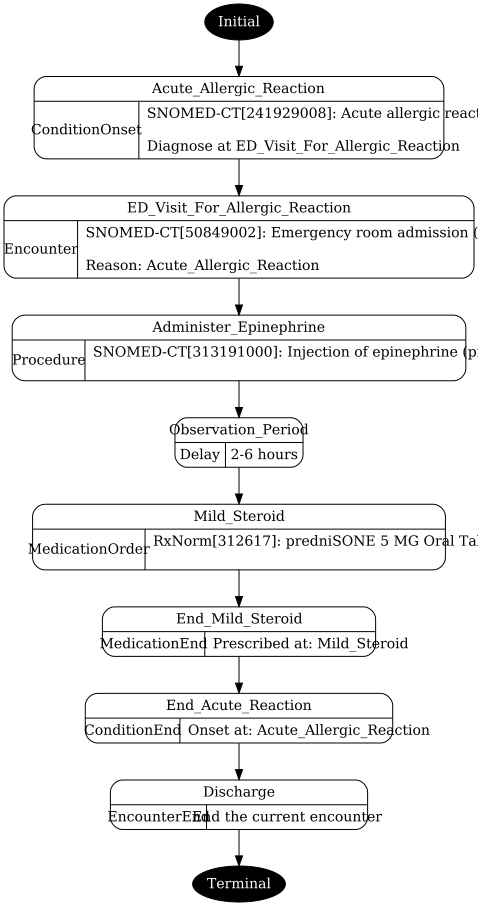 Initial
Acute_Allergic_Reaction
ConditionOnset
SNOMED-CT[241929008]: Acute allergic
Diagnose at ED_Visit_For_Allergic_Reaction
ED_Visit_For_Allergic_Reaction
Encounter
SNOMED-CT[50849002]: Emergency room admission (
Reason: Acute_Allergic_Reaction
Administer_Epinephrine
Procedure
SNOMED-CT[313191000]: Injection of epinephrine
Observation_Period
Delay
2-6 hours
Mild_Steroid
MedicationOrder
RxNorm[312617]: predniSONE 5 MG Oral
End_Mild_Steroid
MedicationEnd
Prescribed at: Mild_Steroid
End_Acute_Reaction
ConditionEnd
Onset at: Acute_Allergic_Reaction
Discharge
EncounterEnd
End the current encounter
Terminal